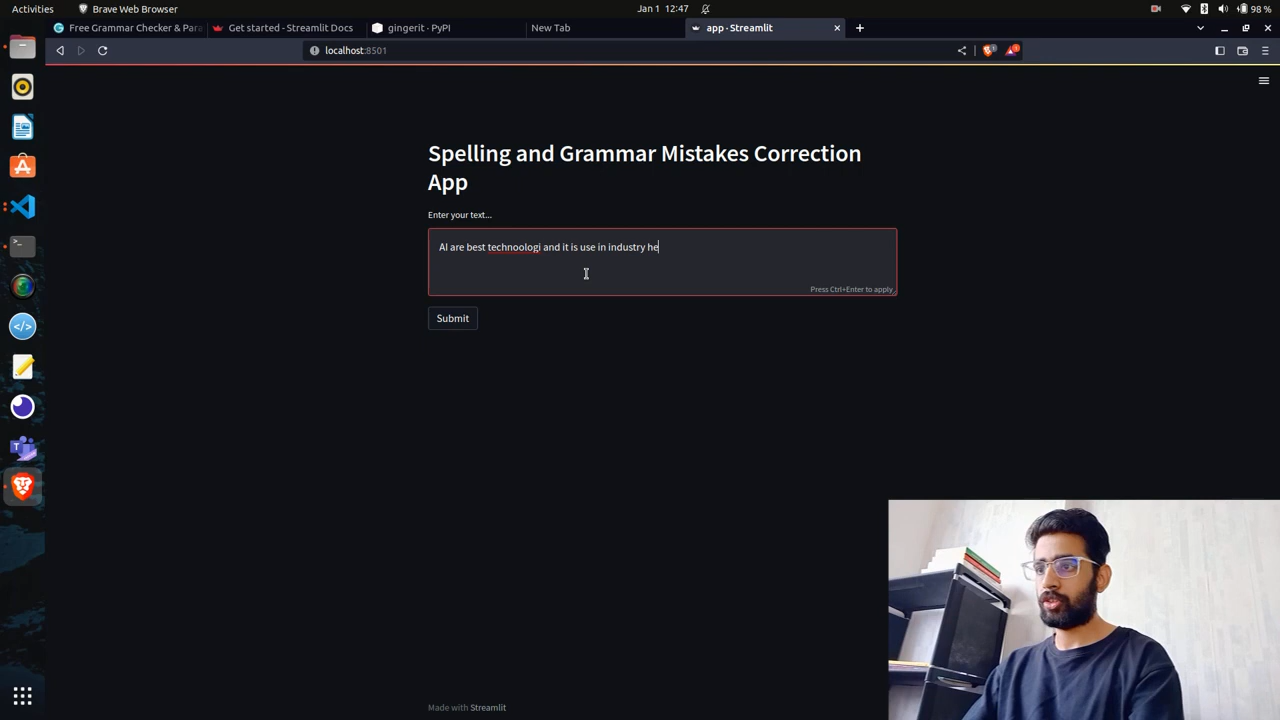 Activities
Brave Web Browser
Jan 1 12:47
98 %
Free Grammar Checker & Para
Get started - Streamlit Docs
gingerit · PyPI
New Tab
app · Streamlit
localhost:8501
Spelling and Grammar Mistakes Correction
App
Enter your text...
AI are best technoologi and it is use in industry he
Press Ctrl+Enter to apply
Submit
Made with Streamlit